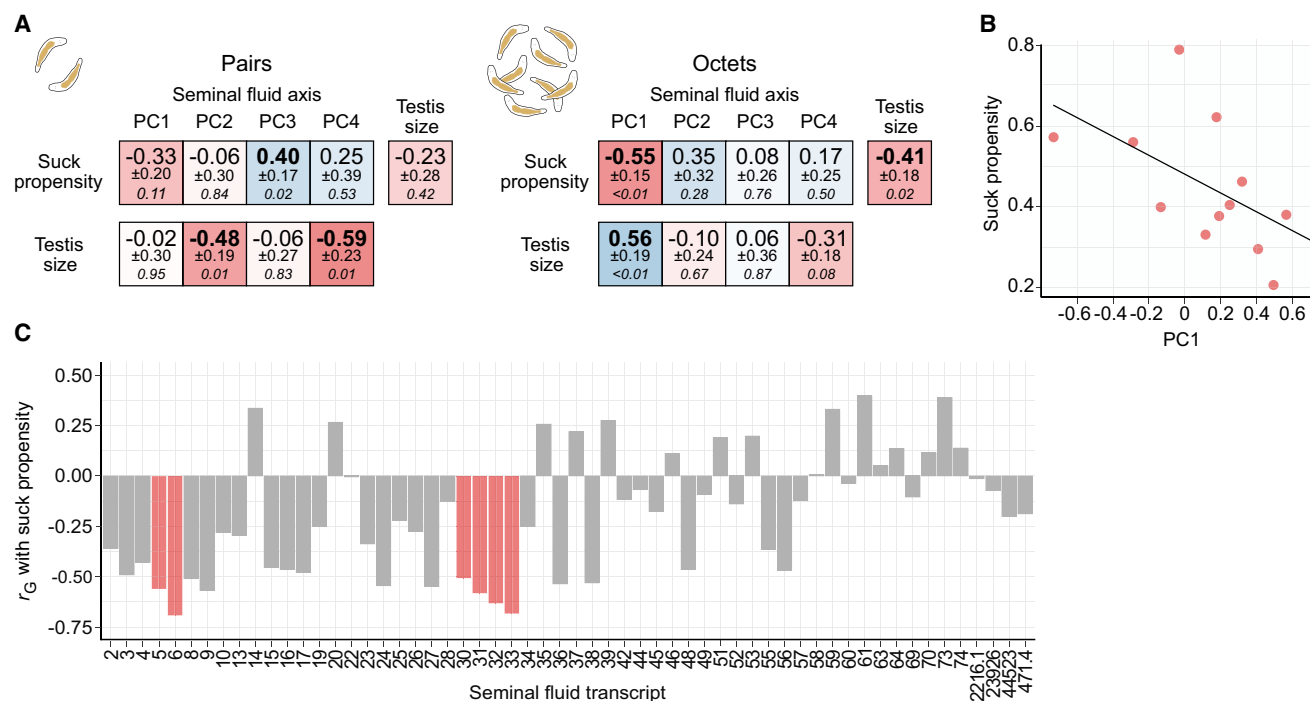 A
Pairs
Seminal fluid axis
PC1 PC2 PC3 PC4
Testis
size
Suck
propensity
-0.33 -0.06 0.40 0.25 -0.23
±0.20 ±0.30 ±0.17 ±0.39 ±0.28
0.11 0.84 0.02 0.53 0.42
Testis
size
-0.02 -0.48 -0.06 -0.59
±0.30 ±0.19 ±0.27 ±0.23
0.95 0.01 0.83 0.01
Octets
Seminal fluid axis
PC1 PC2 PC3 PC4
Testis
size
Suck
propensity
-0.55 0.35 0.08 0.17 -0.41
±0.15 ±0.32 ±0.26 ±0.25 ±0.18
<0.01 0.28 0.76 0.50 0.02
Testis
size
0.56 -0.10 0.06 -0.31
±0.19 ±0.24 ±0.36 ±0.18
<0.01 0.67 0.87 0.08
B
Suck propensity
0.8
0.6
0.4
0.2
-0.6 -0.4 -0.2 0 0.2 0.4 0.6
PC1
C
rG with suck propensity
0.50
0.25
0.00
-0.25
-0.50
-0.75
2 3 4 5 6 8 9 10 13 14 15 16 17 19 20 22 23 24 25 26 27 28 30 31 32 33 34 35 36 37 38 39 42 44 45 46 48 49 51 52 53 55 56 57 58 59 60 61 63 64 69 70 73 74 2216.1 23926 44523 471.4
Seminal fluid transcript